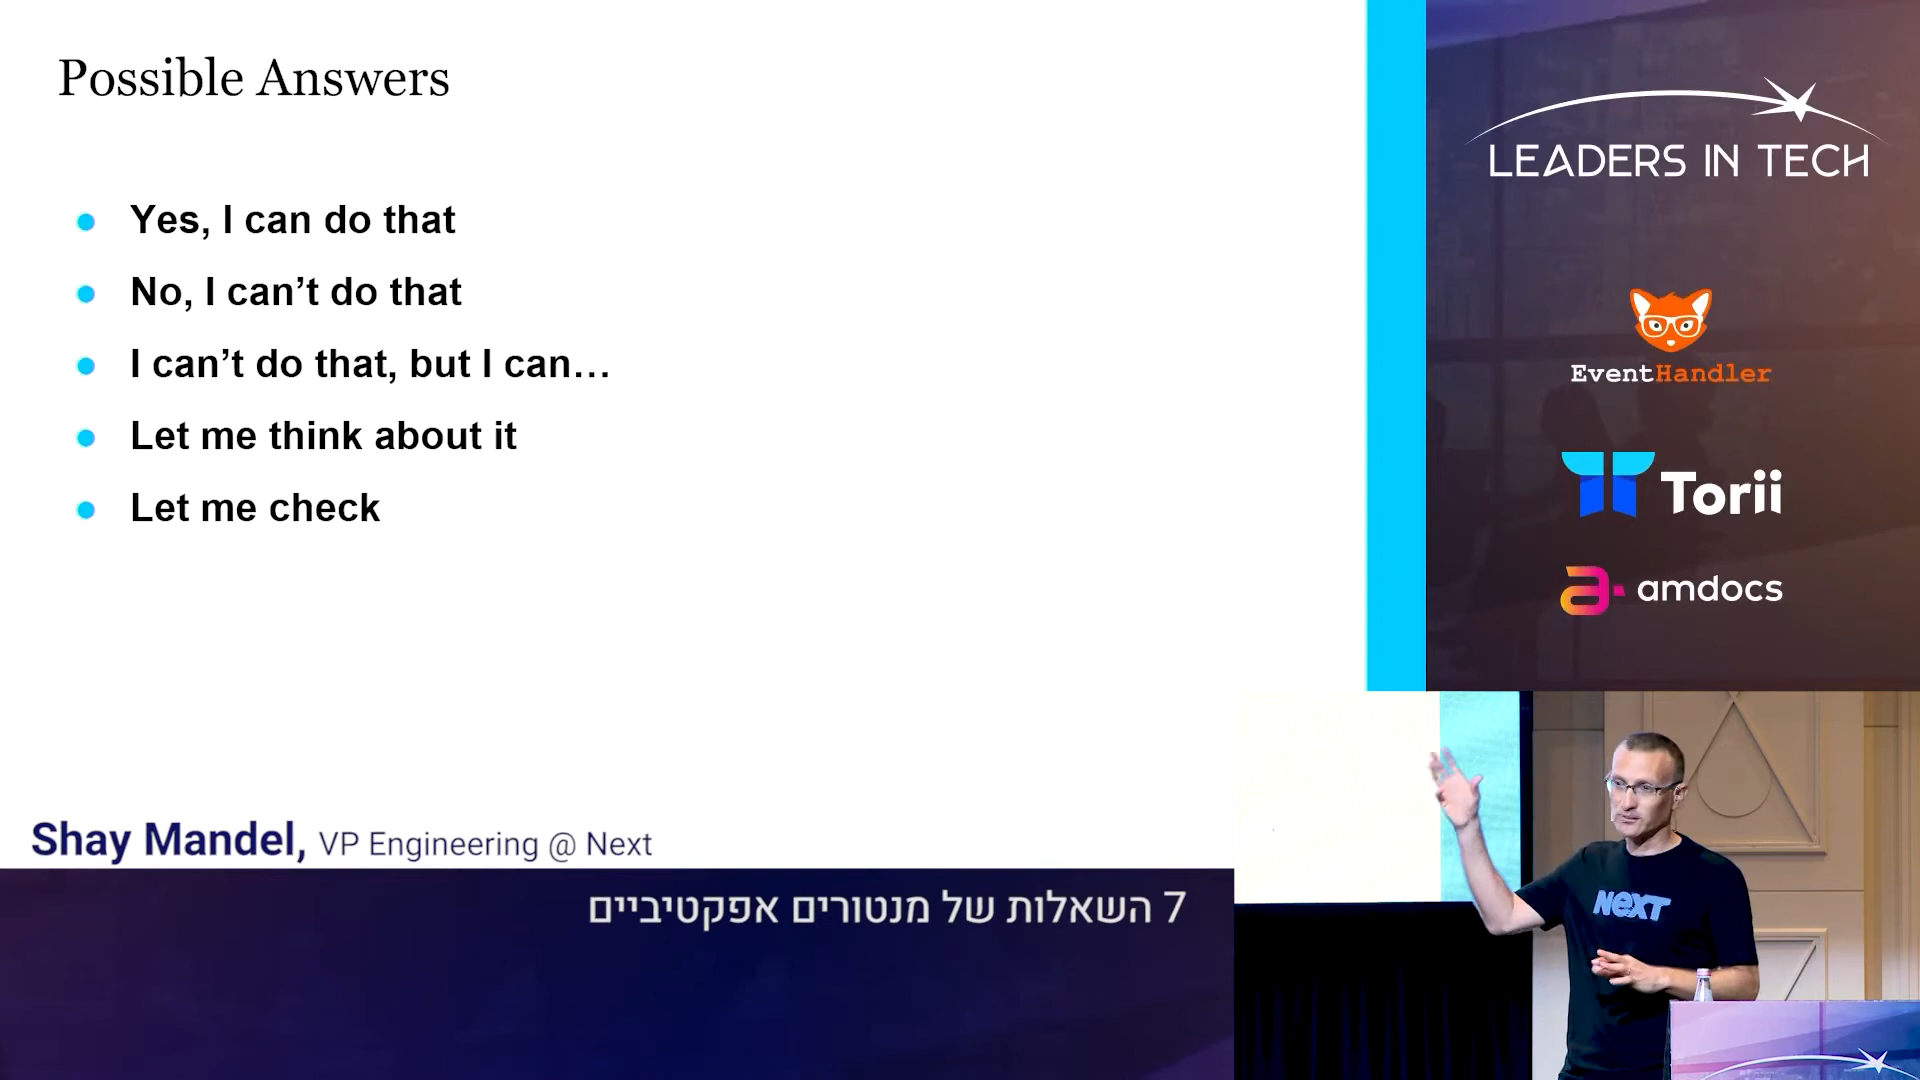 Possible Answers
Yes, I can do that
No, I can’t do that
I can’t do that, but I can…
Let me think about it
Let me check
LEADERS IN TECH
EventHandler
Torii
a amdocs
Shay Mandel, VP Engineering @ Next
7 השאלות של מנטורים אפקטיביים
NEXT